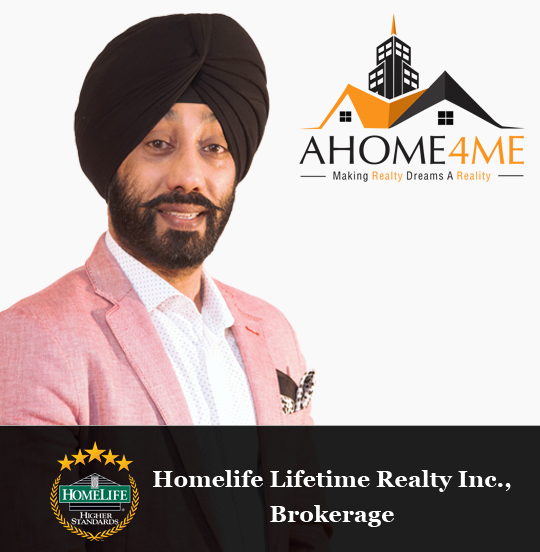 AHOME4ME
Making Realty Dreams A Reality
HOMELIFE
HIGHER
STANDARDS
Homelife Lifetime Realty Inc.,
Brokerage